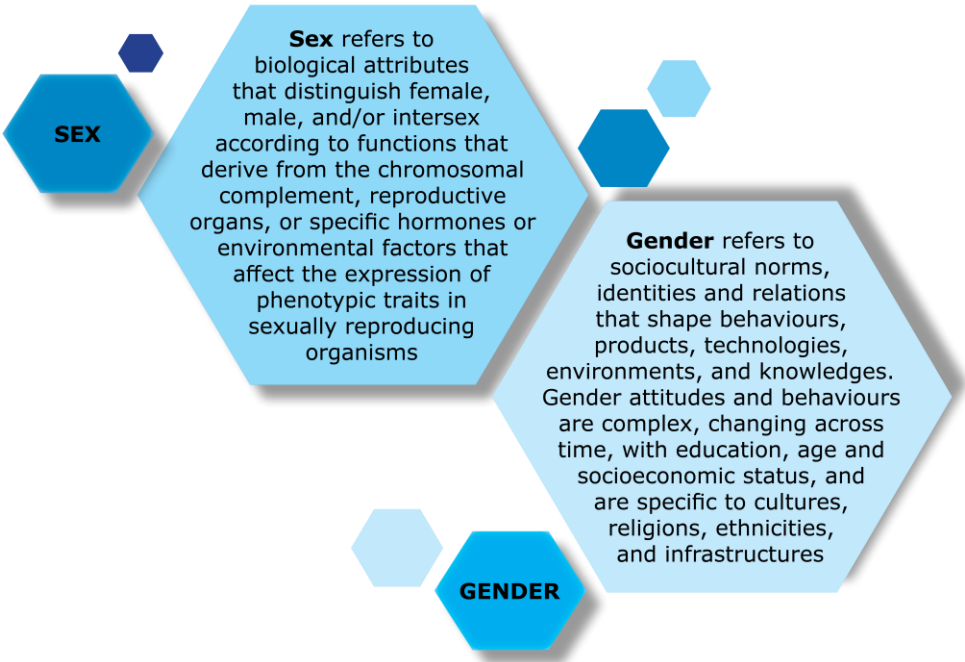 SEX
Sex refers to
biological attributes
that distinguish female,
male, and/or intersex
according to functions that
derive from the chromosomal
complement, reproductive
organs, or specific hormones or
environmental factors that
affect the expression of
phenotypic traits in
sexually reproducing
organisms
Gender refers to
sociocultural norms,
identities and relations
that shape behaviours,
products, technologies,
environments, and knowledges.
Gender attitudes and behaviours
are complex, changing across
time, with education, age and
socioeconomic status, and
are specific to cultures,
religions, ethnicities,
and infrastructures
GENDER